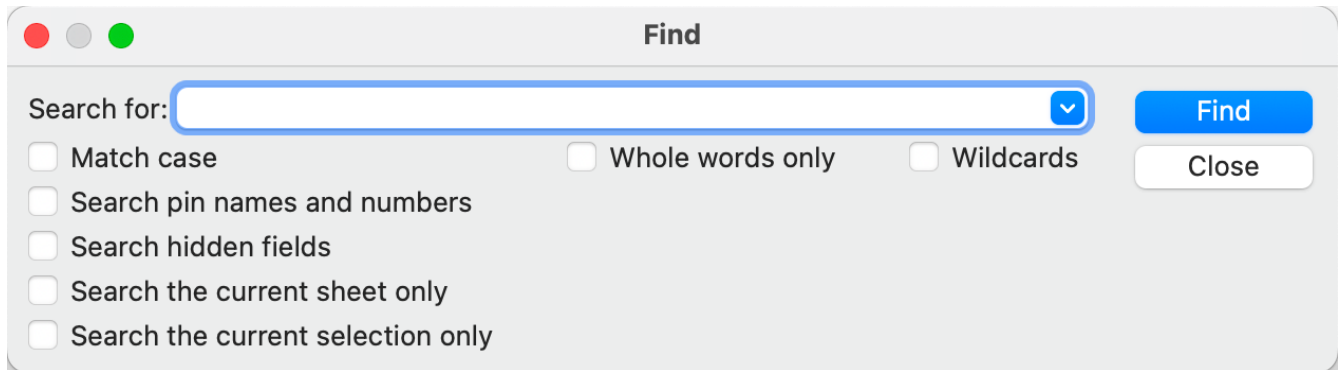 Find
Search for:
Find
Match case Whole words only Wildcards
Close
Search pin names and numbers
Search hidden fields
Search the current sheet only
Search the current selection only